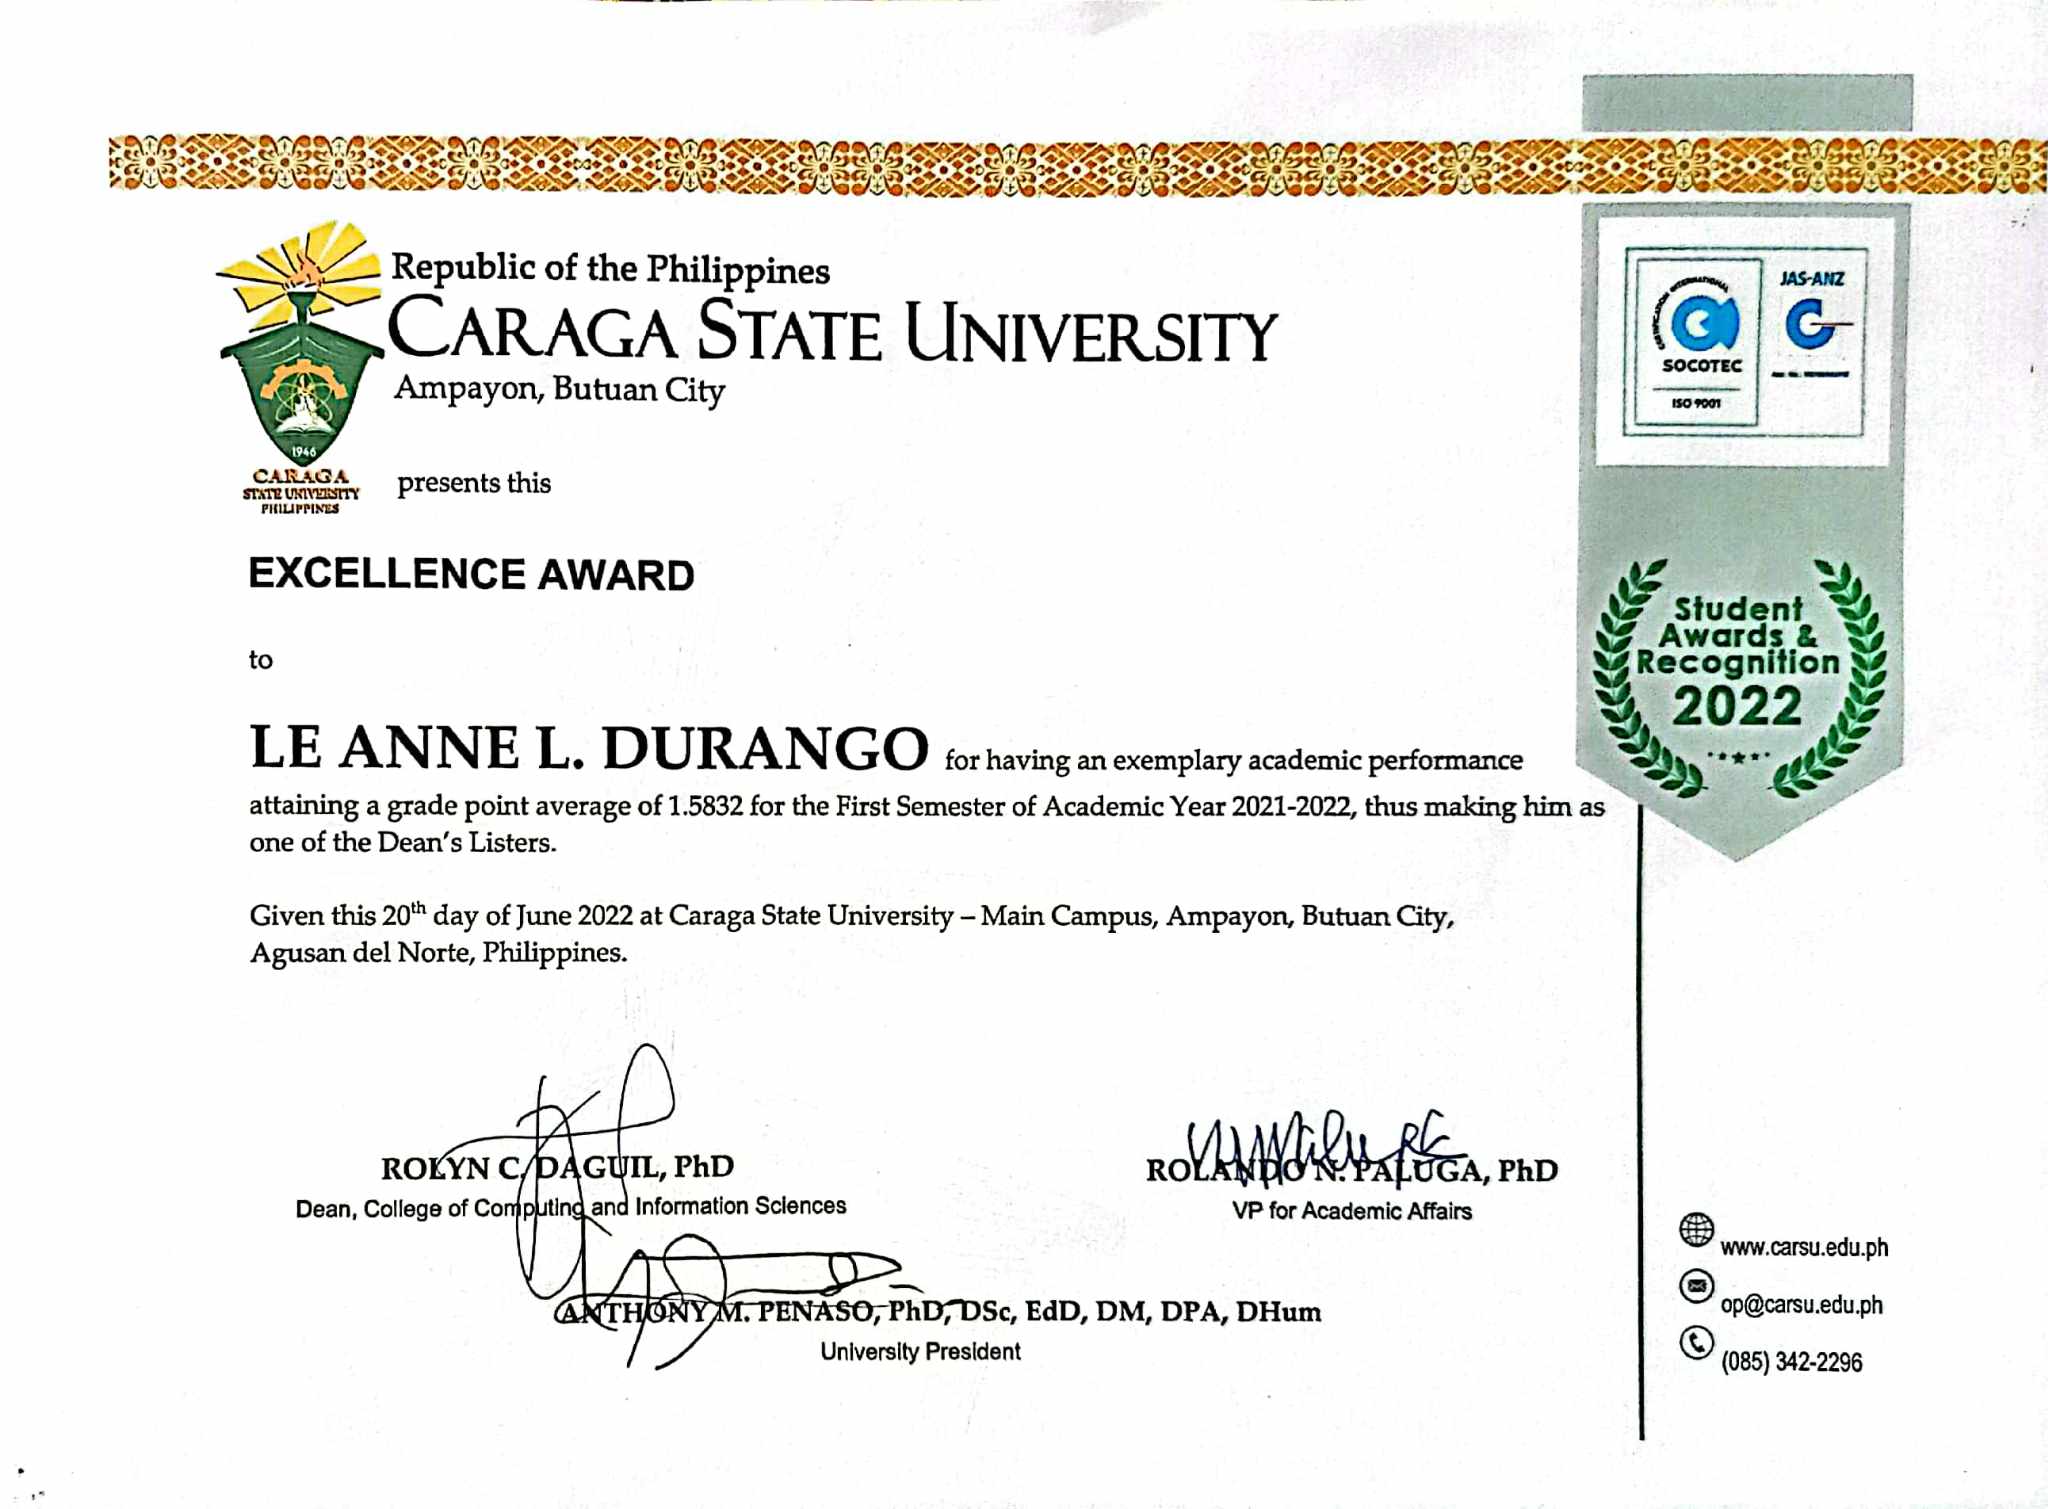 Republic of the Philippines
CARAGA STATE UNIVERSITY
Ampayon, Butuan City
1946
CARAGA
STATE UNIVERSITY
PHILIPPINES
presents this
EXCELLENCE AWARD
to
LE ANNE L. DURANGO for having an exemplary academic performance
attaining a grade point average of 1.5832 for the First Semester of Academic Year 2021-2022, thus making him as
one of the Dean's Listers.
Given this 20th day of June 2022 at Caraga State University – Main Campus, Ampayon, Butuan City,
Agusan del Norte, Philippines.
ROLYN C. DAGUIL, PhD
Dean, College of Computing and Information Sciences
ROLANDO N. PALUGA, PhD
VP for Academic Affairs
ANTHONY M. PENASO, PhD, DSc, EdD, DM, DPA, DHum
University President
CERTIFICATION INTERNATIONAL
SOCOTEC
ISO 9001
JAS-ANZ
Student
Awards &
Recognition
2022
www.carsu.edu.ph
op@carsu.edu.ph
(085) 342-2296